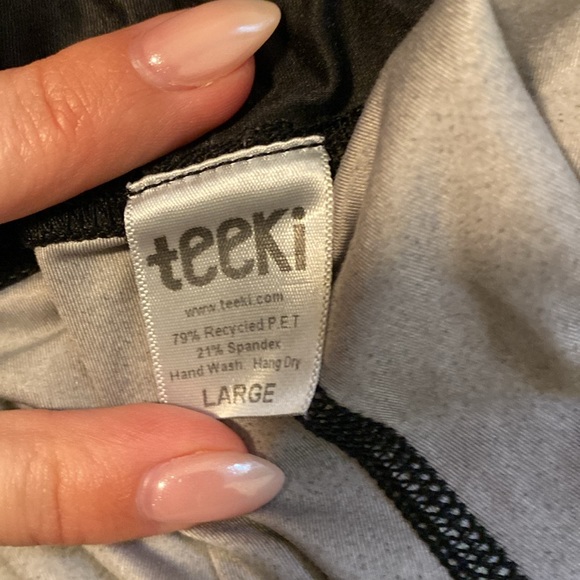 teeki
www.teeki.com
79% Recycled P.E.T
21% Spandex
Hand Wash Hang Dry
LARGE